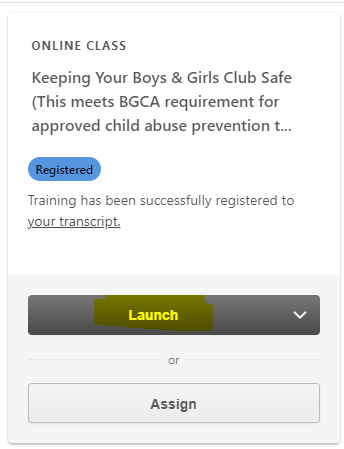 ONLINE CLASS
Keeping Your Boys & Girls Club Safe
(This meets BGCA requirement for
approved child abuse prevention t...
Registered
Training has been successfully registered to
your transcript.
Launch
or
Assign